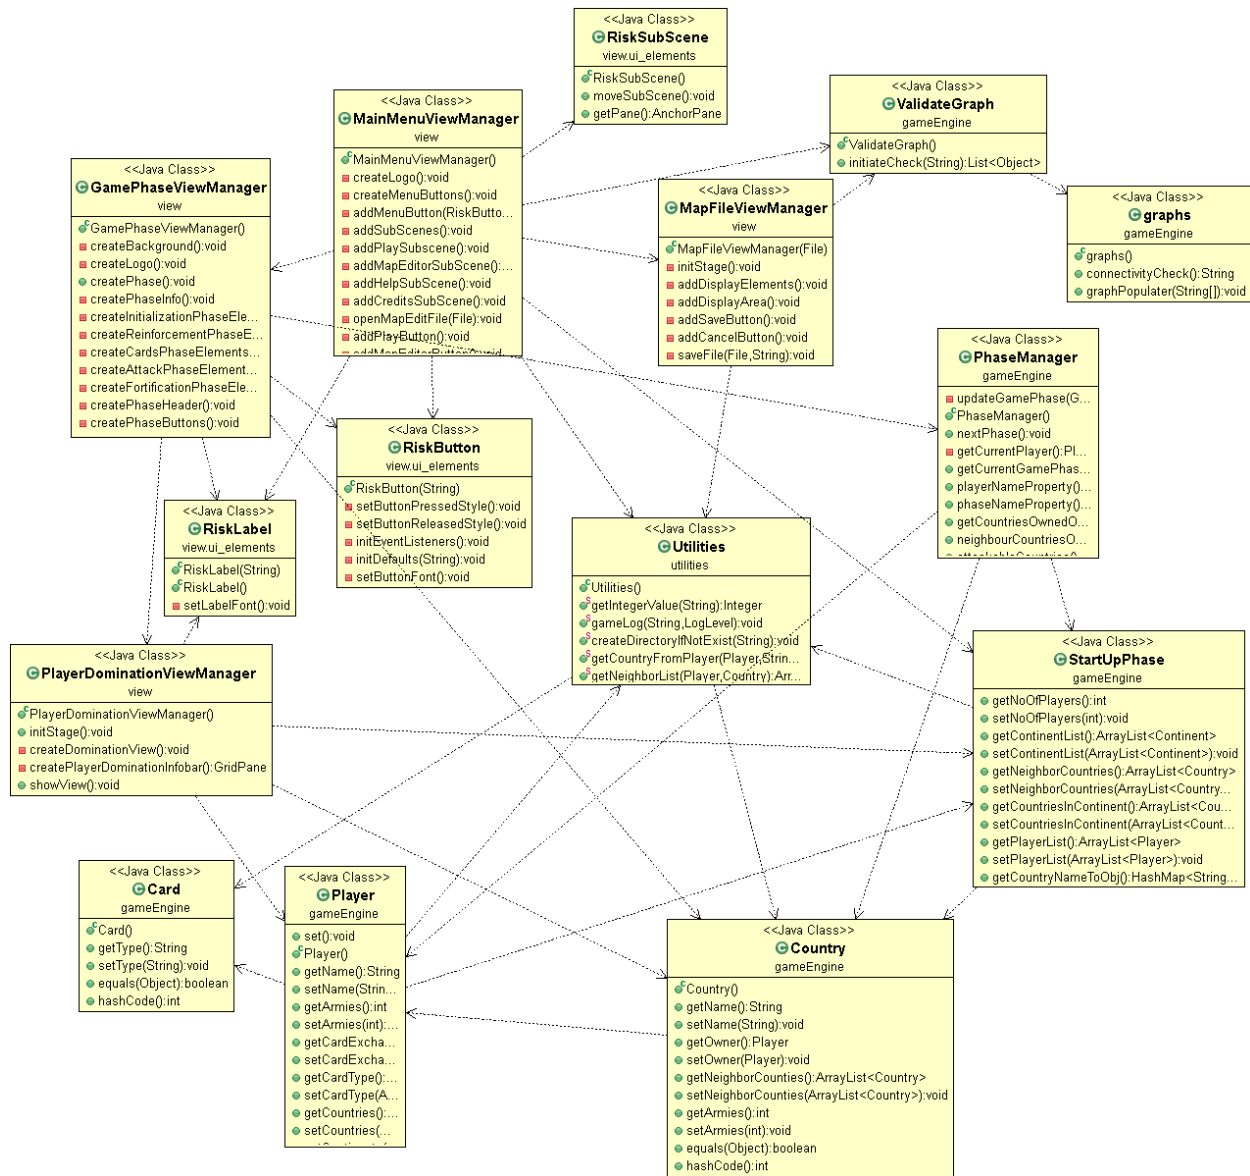 <<Java Class>>
RiskSubScene
view.ui_elements
RiskSubScene()
moveSubScene():void
getPane():AnchorPane
<<Java Class>>
MainMenuViewManager
view
MainMenuViewManager()
createLogo():void
createMenuButtons():void
addMenuButton(RiskButto...
addSubScenes():void
addPlaySubscene():void
addMapEditorSubScene():...
addHelpSubScene():void
addCreditsSubScene():void
openMapEditFile(File):void
addPlayButton():void
addMapEditorButton():void
<<Java Class>>
ValidateGraph
gameEngine
ValidateGraph()
initiateCheck(String):List<Object>
<<Java Class>>
GamePhaseViewManager
view
GamePhaseViewManager()
createBackground():void
createLogo():void
createPhase():void
createPhaseInfo():void
createInitializationPhaseEle...
createReinforcementPhaseE...
createCardsPhaseElements...
createAttackPhaseElement...
createFortificationPhaseEle...
createPhaseHeader():void
createPhaseButtons():void
<<Java Class>>
MapFileViewManager
view
MapFileViewManager(File)
initStage():void
addDisplayElements():void
addDisplayArea():void
addSaveButton():void
addCancelButton():void
saveFile(File,String):void
<<Java Class>>
graphs
gameEngine
graphs()
connectivityCheck():String
graphPopulater(String[]):void
<<Java Class>>
PhaseManager
gameEngine
updateGamePhase(G...
PhaseManager()
nextPhase():void
getCurrentPlayer():Pl...
getCurrentGamePhas...
playerNameProperty()...
phaseNameProperty()...
getCountriesOwnedO...
neighbourCountriesO...
attackableCountries()
<<Java Class>>
RiskButton
view.ui_elements
RiskButton(String)
setButtonPressedStyle():void
setButtonReleasedStyle():void
initEventListeners():void
initDefaults(String):void
setButtonFont():void
<<Java Class>>
RiskLabel
view.ui_elements
RiskLabel(String)
RiskLabel()
setLabelFont():void
<<Java Class>>
Utilities
utilities
Utilities()
getIntegerValue(String):Integer
gameLog(String,LogLevel):void
createDirectoryIfNotExist(String):void
getCountryFromPlayer(Player,Strin...
getNeighborList(Player,Country):Arr...
<<Java Class>>
PlayerDominationViewManager
view
PlayerDominationViewManager()
initStage():void
createDominationView():void
createPlayerDominationInfobar():GridPane
showView():void
<<Java Class>>
StartUpPhase
gameEngine
getNoOfPlayers():int
setNoOfPlayers(int):void
getContinentList():ArrayList<Continent>
setContinentList(ArrayList<Continent>):void
getNeighborCountries():ArrayList<Country>
setNeighborCountries(ArrayList<Country...
getCountriesInContinent():ArrayList<Cou...
setCountriesInContinent(ArrayList<Count...
getPlayerList():ArrayList<Player>
setPlayerList(ArrayList<Player>):void
getCountryNameToObj():HashMap<String...
<<Java Class>>
Card
gameEngine
Card()
getType():String
setType(String):void
equals(Object):boolean
hashCode():int
<<Java Class>>
Player
gameEngine
set():void
Player()
getName():String
setName(Strin...
getArmies():int
setArmies(int):...
getCardExcha...
setCardExcha...
getCardType():...
setCardType(A...
getCountries():...
setCountries(...
<<Java Class>>
Country
gameEngine
Country()
getName():String
setName(String):void
getOwner():Player
setOwner(Player):void
getNeighborCounties():ArrayList<Country>
setNeighborCounties(ArrayList<Country>):void
getArmies():int
setArmies(int):void
equals(Object):boolean
hashCode():int